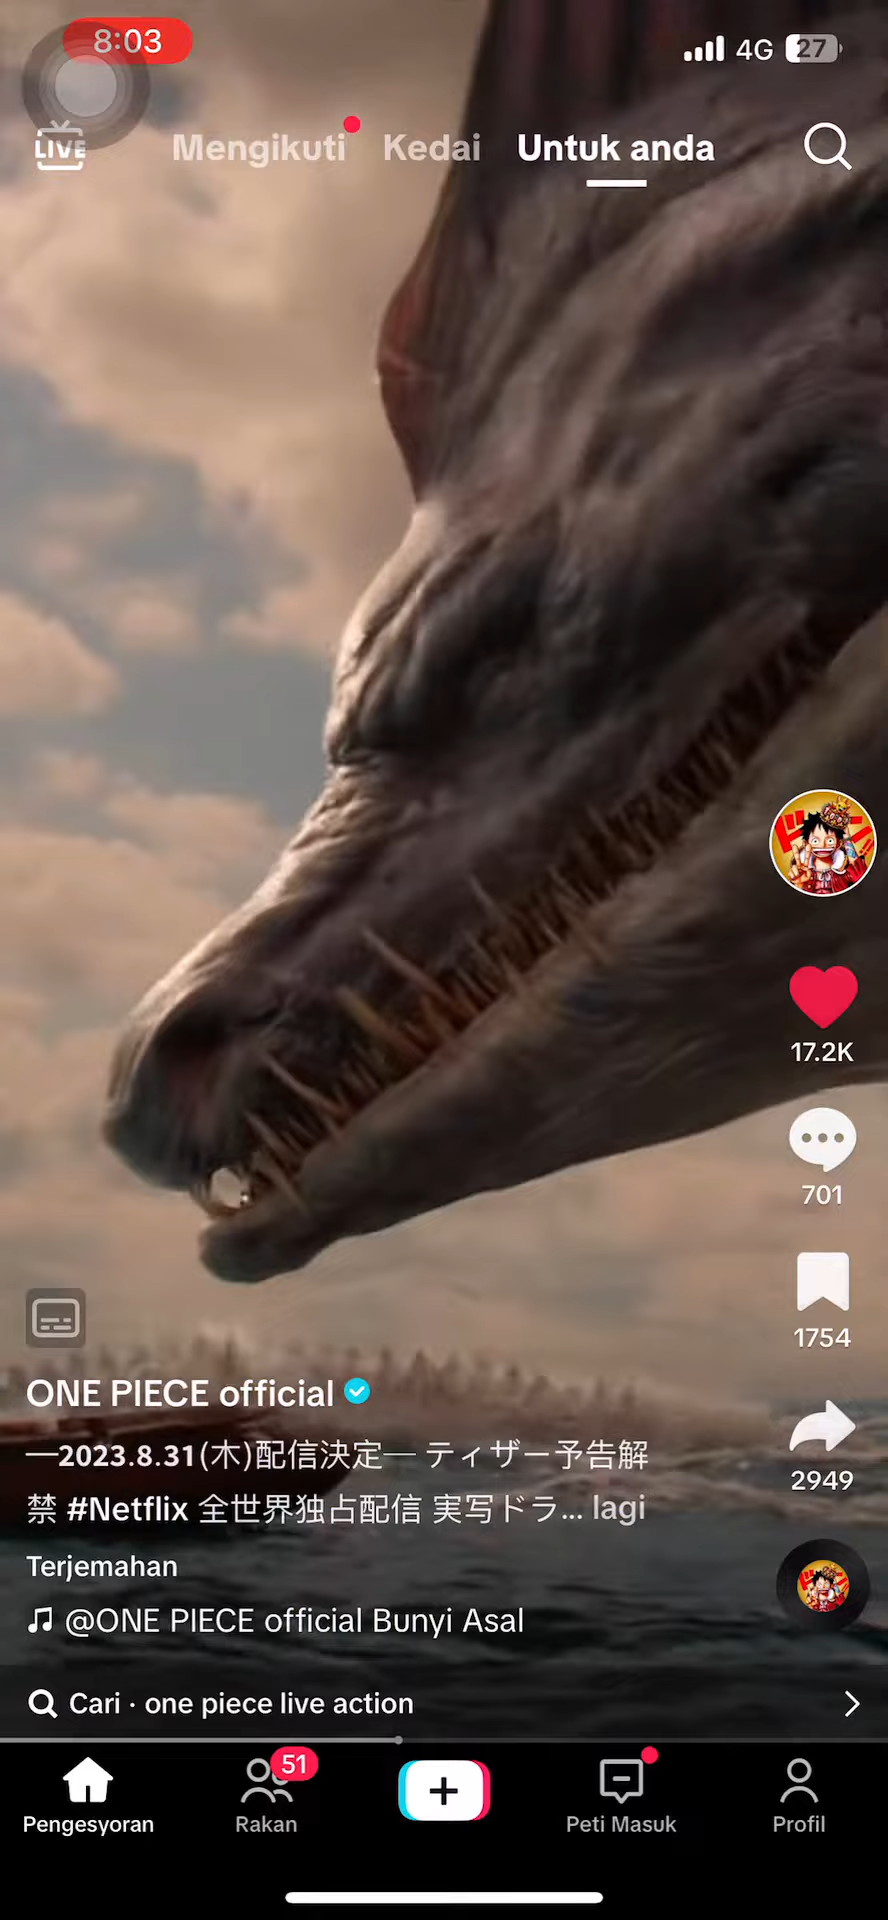 8:03
4G
27
LIVE
Mengikuti
Kedai
Untuk anda
17.2K
701
1754
2949
ONE PIECE official
—2023.8.31(木)配信決定— ティザー予告解
禁 #Netflix 全世界独占配信 実写ドラ... lagi
Terjemahan
@ONE PIECE official Bunyi Asal
Cari · one piece live action
51
Pengesyoran
Rakan
Peti Masuk
Profil